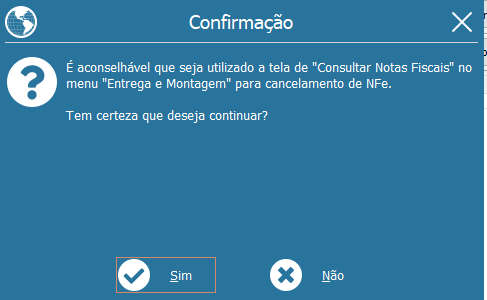 Confirmação
É aconselhável que seja utilizado a tela de "Consultar Notas Fiscais" no
menu "Entrega e Montagem" para cancelamento de NFe.
Tem certeza que deseja continuar?
Sim
Não